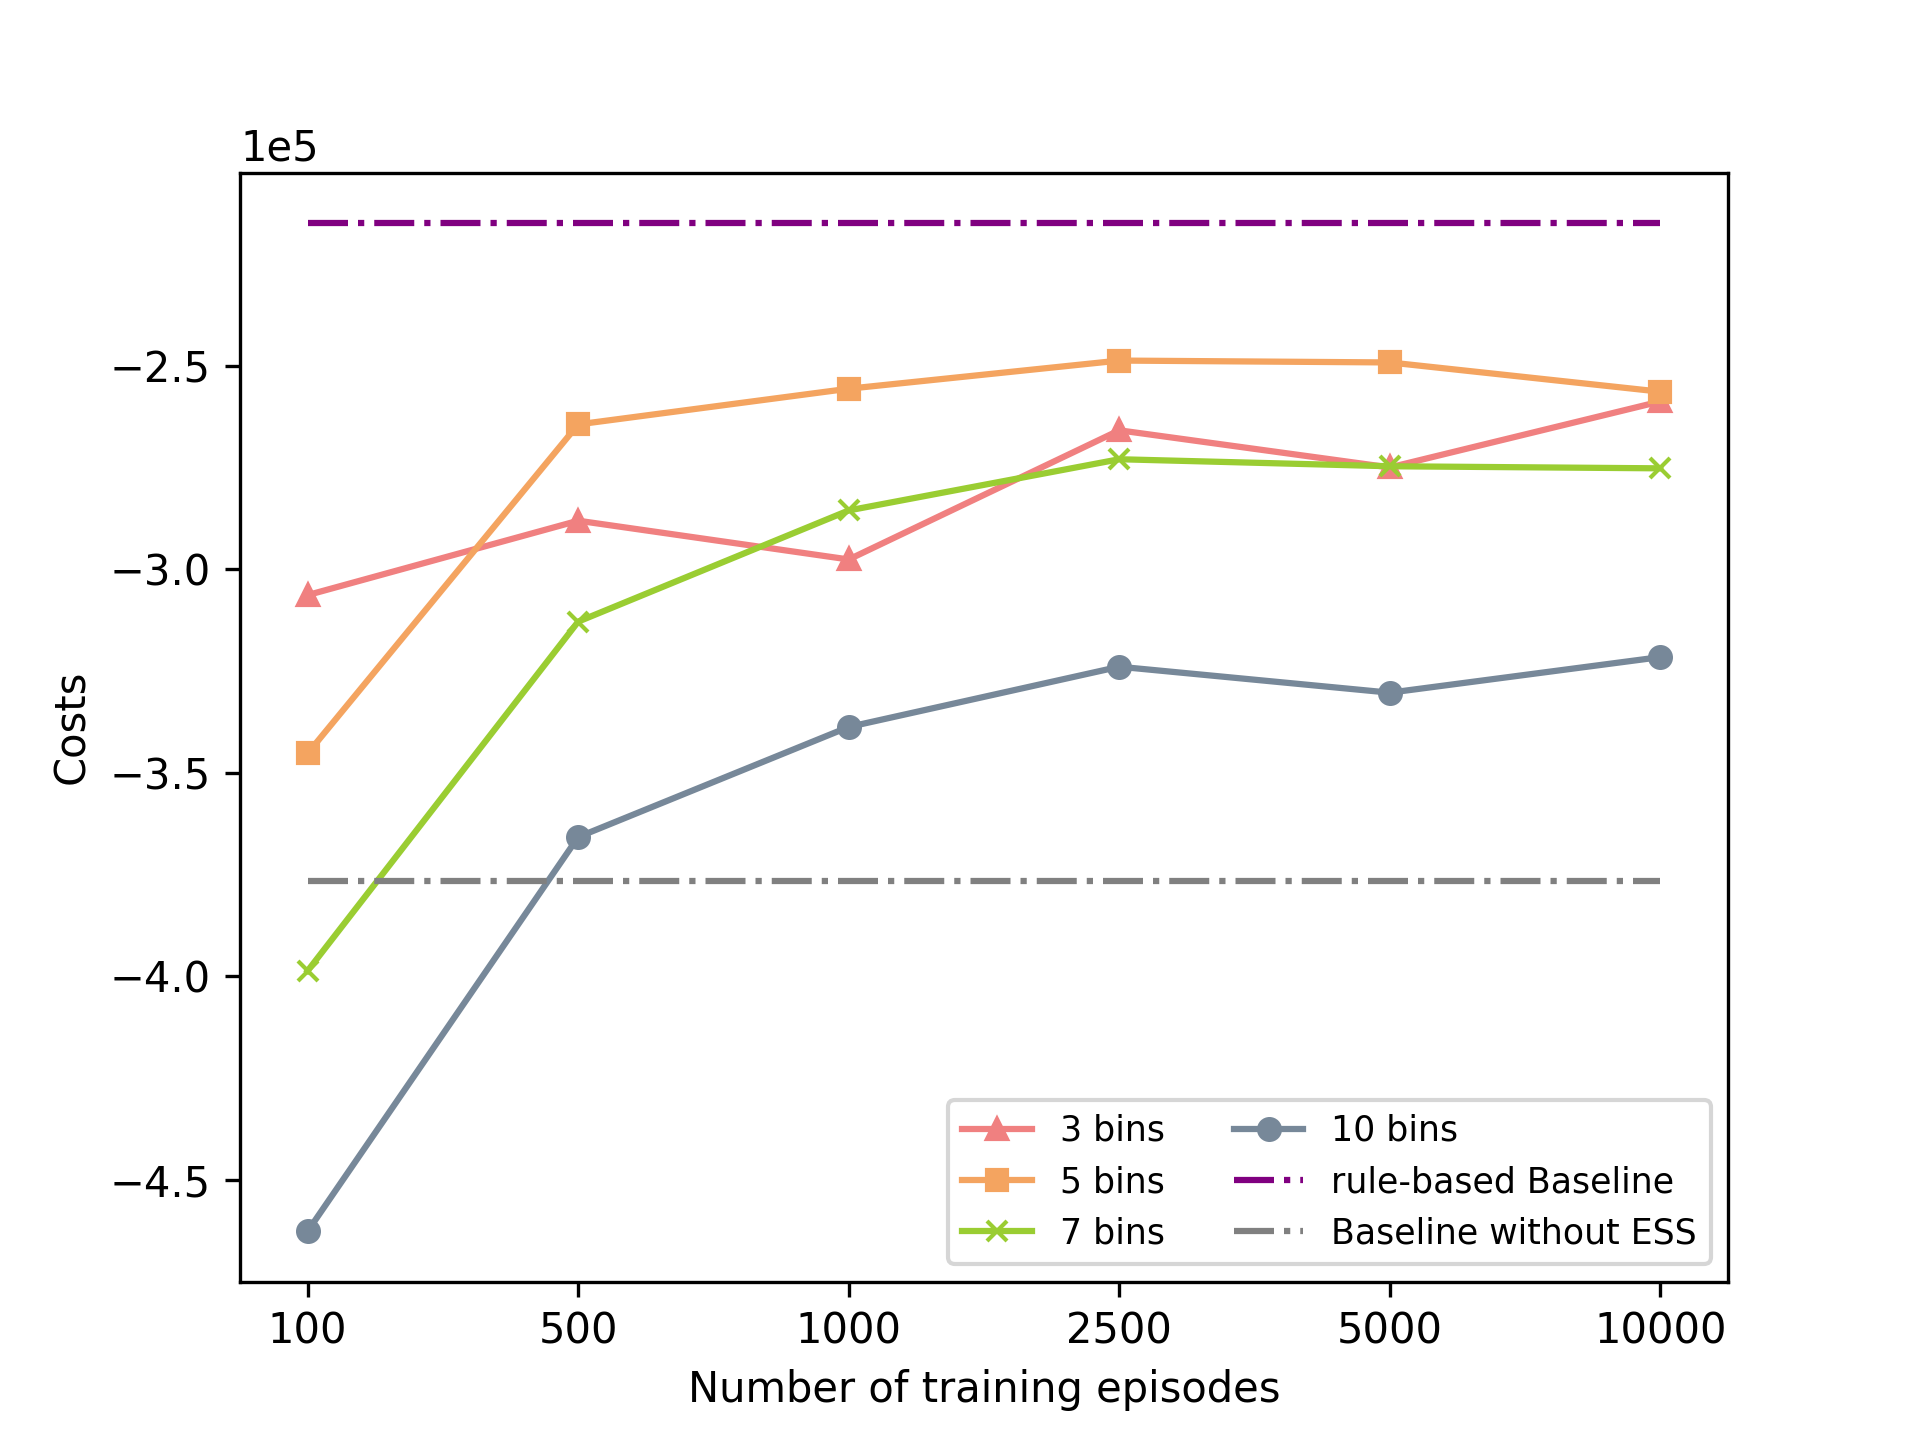 1e5
−2.5
−3.0
−3.5
−4.0
−4.5
Costs
3 bins
5 bins
7 bins
10 bins
rule-based Baseline
Baseline without ESS
100 500 1000 2500 5000 10000
Number of training episodes